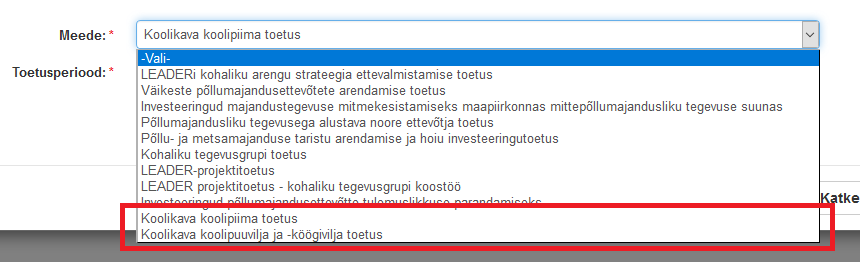 Meede: * Koolikava koolipiima toetus
-Vali-
Toetusperiood: * LEADERi kohaliku arengu strateegia ettevalmistamise toetus
Väikeste põllumajandusettevõtete arendamise toetus
Investeeringud majandustegevuse mitmekesistamiseks maapiirkonnas mittepõllumajandusliku tegevuse suunas
Põllumajandusliku tegevusega alustava noore ettevõtja toetus
Põllu- ja metsamajanduse taristu arendamise ja hoiu investeeringutoetus
Kohaliku tegevusgrupi toetus
LEADER-projektitoetus
LEADER projektitoetus - kohaliku tegevusgrupi koostöö
Investeeringud põllumajandusettevõtte tulemuslikkuse parandamiseks
Katke
Koolikava koolipiima toetus
Koolikava koolipuuvilja ja -köögivilja toetus